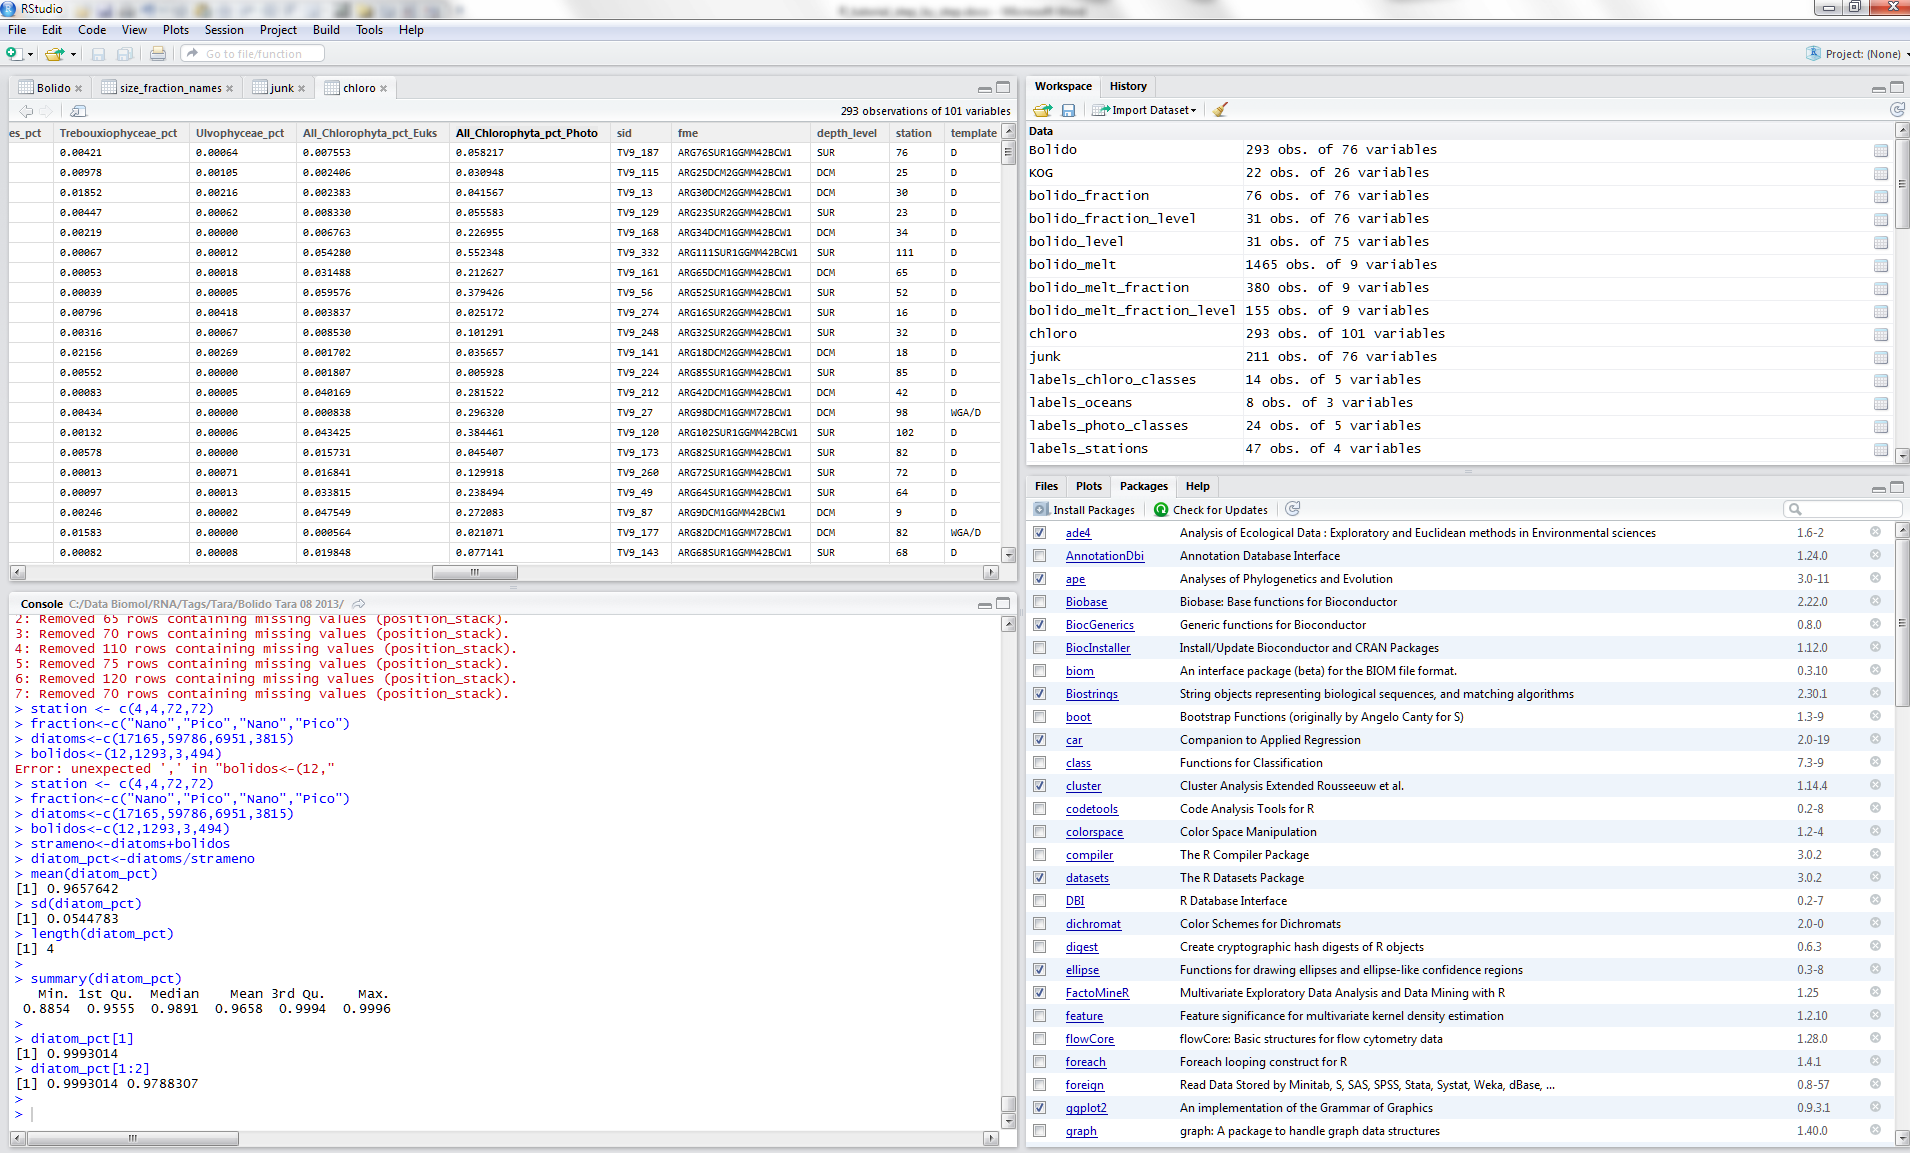 RStudio
File Edit Code View Plots Session Project Build Tools Help
Go to file/function
Project: (None)
Bolido size_fraction_names junk chloro
293 observations of 101 variables
es_pct Trebouxiophyceae_pct Ulvophyceae_pct All_Chlorophyta_pct_Euks All_Chlorophyta_pct_Photo sid fme depth_level station template
0.00421 0.00064 0.007553 0.058217 TV9_187 ARG76SUR1GGMM42BCW1 SUR 76 D
0.00978 0.00105 0.002406 0.030948 TV9_115 ARG25DCM2GGMM42BCW1 DCM 25 D
0.01852 0.00216 0.002383 0.041567 TV9_13 ARG30DCM2GGMM42BCW1 DCM 30 D
0.00447 0.00062 0.008330 0.055583 TV9_129 ARG23SUR2GGMM42BCW1 SUR 23 D
0.00219 0.00000 0.006763 0.226955 TV9_168 ARG34DCM1GGMM42BCW1 DCM 34 D
0.00067 0.00012 0.054280 0.552348 TV9_332 ARG111SUR1GGMM42BCW1 SUR 111 D
0.00053 0.00018 0.031488 0.212627 TV9_161 ARG65DCM1GGMM42BCW1 DCM 65 D
0.00039 0.00005 0.059576 0.379426 TV9_56 ARG52SUR1GGMM42BCW1 SUR 52 D
0.00796 0.00418 0.003837 0.025172 TV9_274 ARG16SUR2GGMM42BCW1 SUR 16 D
0.00316 0.00067 0.008530 0.101291 TV9_248 ARG32SUR2GGMM42BCW1 SUR 32 D
0.02156 0.00269 0.001702 0.035657 TV9_141 ARG18DCM2GGMM42BCW1 DCM 18 D
0.00552 0.00000 0.001807 0.005928 TV9_224 ARG85SUR1GGMM42BCW1 SUR 85 D
0.00083 0.00005 0.040169 0.281522 TV9_212 ARG42DCM1GGMM42BCW1 DCM 42 D
0.00434 0.00000 0.000838 0.296320 TV9_27 ARG98DCM1GGMM72BCW1 DCM 98 WGA/D
0.00132 0.00006 0.043425 0.384461 TV9_120 ARG102SUR1GGMM42BCW1 SUR 102 D
0.00578 0.00000 0.015731 0.045407 TV9_173 ARG82SUR1GGMM42BCW1 SUR 82 D
0.00013 0.00071 0.016841 0.129918 TV9_260 ARG72SUR1GGMM42BCW1 SUR 72 D
0.00097 0.00013 0.033815 0.238494 TV9_49 ARG64SUR1GGMM42BCW1 SUR 64 D
0.00246 0.00002 0.047549 0.272083 TV9_87 ARG9DCM1GGMM42BCW1 DCM 9 D
0.01583 0.00000 0.000564 0.021071 TV9_177 ARG82DCM1GGMM72BCW1 DCM 82 WGA/D
0.00082 0.00008 0.019848 0.077141 TV9_143 ARG68SUR1GGMM42BCW1 SUR 68 D
Console C:/Data Biomol/RNA/Tags/Tara/Bolido Tara 08 2013/
2: Removed 65 rows containing missing values (position_stack).
3: Removed 70 rows containing missing values (position_stack).
4: Removed 110 rows containing missing values (position_stack).
5: Removed 75 rows containing missing values (position_stack).
6: Removed 120 rows containing missing values (position_stack).
7: Removed 70 rows containing missing values (position_stack).
> station <- c(4,4,72,72)
> fraction<-c("Nano","Pico","Nano","Pico")
> diatoms<-c(17165,59786,6951,3815)
> bolidos<-(12,1293,3,494)
Error: unexpected ',' in "bolidos<-(12,"
> station <- c(4,4,72,72)
> fraction<-c("Nano","Pico","Nano","Pico")
> diatoms<-c(17165,59786,6951,3815)
> bolidos<-c(12,1293,3,494)
> strameno<-diatoms+bolidos
> diatom_pct<-diatoms/strameno
> mean(diatom_pct)
[1] 0.9657642
> sd(diatom_pct)
[1] 0.0544783
> length(diatom_pct)
[1] 4
>
> summary(diatom_pct)
Min. 1st Qu. Median Mean 3rd Qu. Max.
0.8854 0.9555 0.9891 0.9658 0.9994 0.9996
>
> diatom_pct[1]
[1] 0.9993014
> diatom_pct[1:2]
[1] 0.9993014 0.9788307
>
>
Workspace History
Import Dataset
Data
Bolido 293 obs. of 76 variables
KOG 22 obs. of 26 variables
bolido_fraction 76 obs. of 76 variables
bolido_fraction_level 31 obs. of 76 variables
bolido_level 31 obs. of 75 variables
bolido_melt 1465 obs. of 9 variables
bolido_melt_fraction 380 obs. of 9 variables
bolido_melt_fraction_level 155 obs. of 9 variables
chloro 293 obs. of 101 variables
junk 211 obs. of 76 variables
labels_chloro_classes 14 obs. of 5 variables
labels_oceans 8 obs. of 3 variables
labels_photo_classes 24 obs. of 5 variables
labels_stations 47 obs. of 4 variables
Files Plots Packages Help
Install Packages Check for Updates
ade4 Analysis of Ecological Data : Exploratory and Euclidean methods in Environmental sciences 1.6-2
AnnotationDbi Annotation Database Interface 1.24.0
ape Analyses of Phylogenetics and Evolution 3.0-11
Biobase Biobase: Base functions for Bioconductor 2.22.0
BiocGenerics Generic functions for Bioconductor 0.8.0
BiocInstaller Install/Update Bioconductor and CRAN Packages 1.12.0
biom An interface package (beta) for the BIOM file format. 0.3.10
Biostrings String objects representing biological sequences, and matching algorithms 2.30.1
boot Bootstrap Functions (originally by Angelo Canty for S) 1.3-9
car Companion to Applied Regression 2.0-19
class Functions for Classification 7.3-9
cluster Cluster Analysis Extended Rousseeuw et al. 1.14.4
codetools Code Analysis Tools for R 0.2-8
colorspace Color Space Manipulation 1.2-4
compiler The R Compiler Package 3.0.2
datasets The R Datasets Package 3.0.2
DBI R Database Interface 0.2-7
dichromat Color Schemes for Dichromats 2.0-0
digest Create cryptographic hash digests of R objects 0.6.3
ellipse Functions for drawing ellipses and ellipse-like confidence regions 0.3-8
FactoMineR Multivariate Exploratory Data Analysis and Data Mining with R 1.25
feature Feature significance for multivariate kernel density estimation 1.2.10
flowCore flowCore: Basic structures for flow cytometry data 1.28.0
foreach Foreach looping construct for R 1.4.1
foreign Read Data Stored by Minitab, S, SAS, SPSS, Stata, Systat, Weka, dBase, ... 0.8-57
ggplot2 An implementation of the Grammar of Graphics 0.9.3.1
graph graph: A package to handle graph data structures 1.40.0